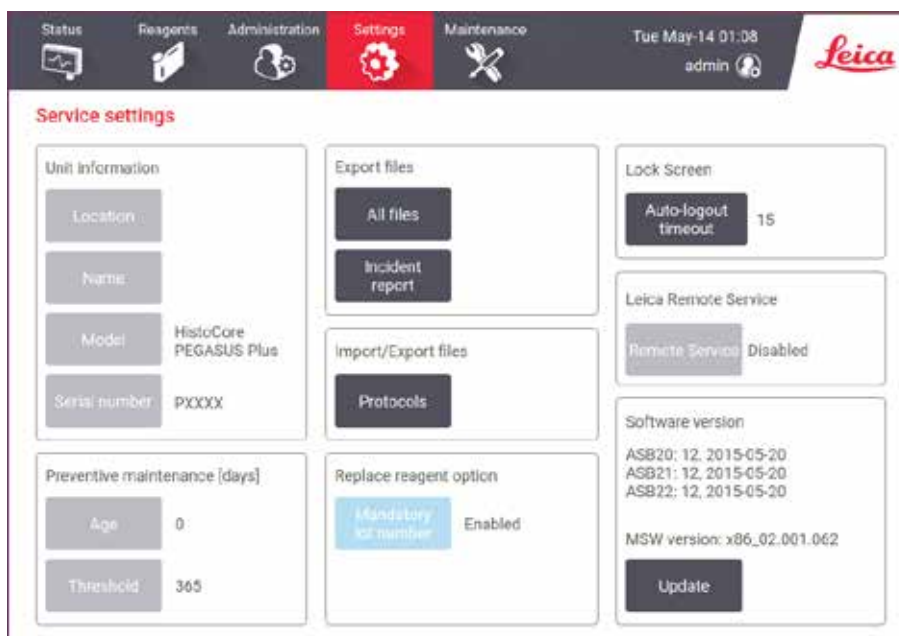 Status
Reagents
Administration
Settings
Maintenance
Tue May-14 01:08
admin
Leica
Service settings
Unit Information
Location
Name
Model
HistoCore
PEGASUS Plus
Serial number
PXXXX
Preventive maintenance [days]
Age
0
Threshold
365
Export files
All files
Incident
report
Import/Export files
Protocols
Replace reagent option
Mandatory
lot number
Enabled
Lock Screen
Auto-logout
timeout
15
Leica Remote Service
Remote Service
Disabled
Software version
ASB20: 12, 2015-05-20
ASB21: 12, 2015-05-20
ASB22: 12, 2015-05-20
MSW version: x86_02.001.062
Update